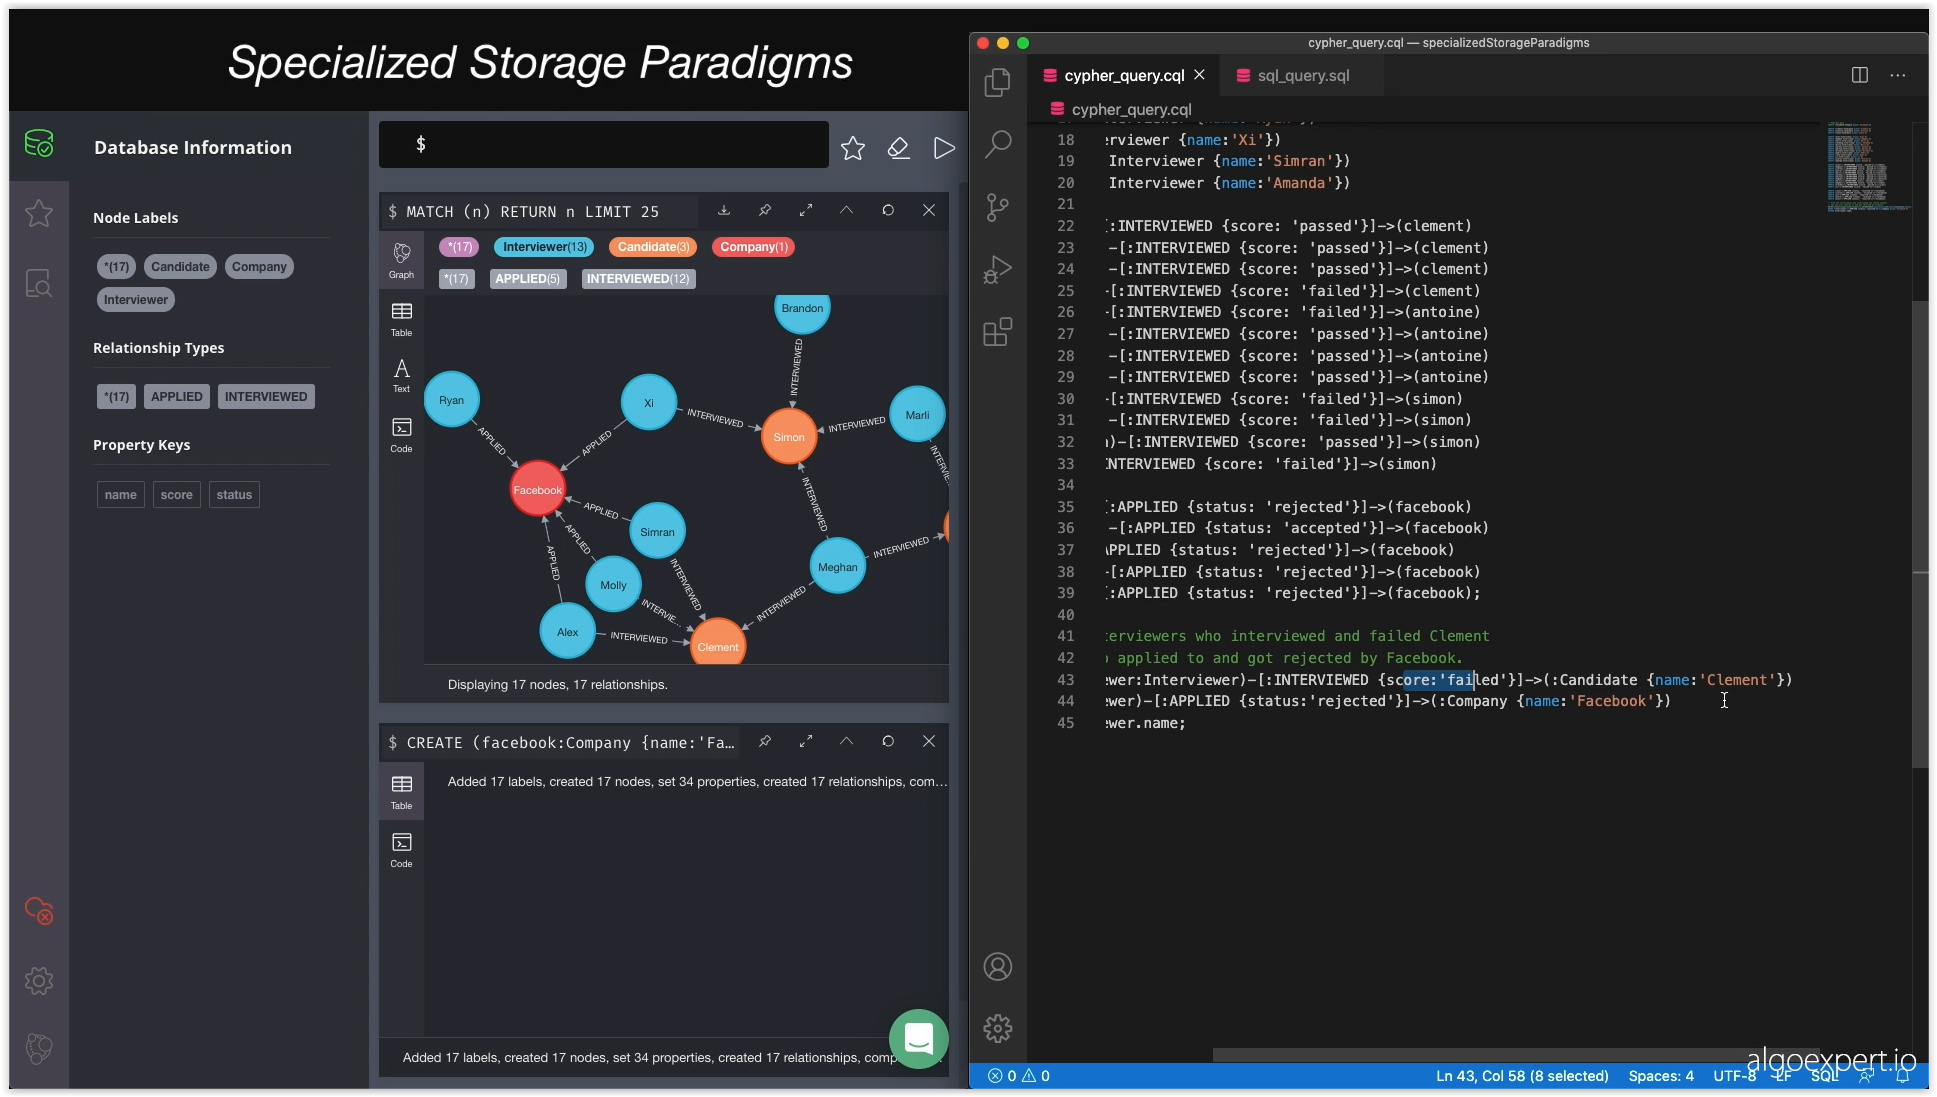 Specialized Storage Paradigms
Database Information
Node Labels
*(17) Candidate Company
Interviewer
Relationship Types
*(17) APPLIED INTERVIEWED
Property Keys
name score status
$
$ MATCH (n) RETURN n LIMIT 25
Graph
Table
Text
Code
*(17) Interviewer(13) Candidate(3) Company(1)
*(17) APPLIED(5) INTERVIEWED(12)
Brandon
INTERVIEWED
Ryan
Xi
INTERVIEWED
Simon
INTERVIEWED
Marli
APPLIED
APPLIED
INTERVIE
Facebook
APPLIED
Simran
INTERVIEWED
APPLIED
APPLIED
Molly
INTERVIEWED
Meghan
INTERVIEWED
INTERVIE...
INTERVIEWED
Alex
INTERVIEWED
Clement
Displaying 17 nodes, 17 relationships.
$ CREATE (facebook:Company {name:'Fa...
Table
Code
Added 17 labels, created 17 nodes, set 34 properties, created 17 relationships, com...
Added 17 labels, created 17 nodes, set 34 properties, created 17 relationships, comp
cypher_query.cql — specializedStorageParadigms
cypher_query.cql sql_query.sql
cypher_query.cql
18 erviewer {name:'Xi'})
19 Interviewer {name:'Simran'})
20 Interviewer {name:'Amanda'})
21
22 [:INTERVIEWED {score: 'passed'}]->(clement)
23 -[:INTERVIEWED {score: 'passed'}]->(clement)
24 -[:INTERVIEWED {score: 'passed'}]->(clement)
25 -[:INTERVIEWED {score: 'failed'}]->(clement)
26 -[:INTERVIEWED {score: 'failed'}]->(antoine)
27 -[:INTERVIEWED {score: 'passed'}]->(antoine)
28 -[:INTERVIEWED {score: 'passed'}]->(antoine)
29 -[:INTERVIEWED {score: 'passed'}]->(antoine)
30 -[:INTERVIEWED {score: 'failed'}]->(simon)
31 -[:INTERVIEWED {score: 'failed'}]->(simon)
32 )-[:INTERVIEWED {score: 'passed'}]->(simon)
33 INTERVIEWED {score: 'failed'}]->(simon)
34
35 [:APPLIED {status: 'rejected'}]->(facebook)
36 -[:APPLIED {status: 'accepted'}]->(facebook)
37 APPLIED {status: 'rejected'}]->(facebook)
38 -[:APPLIED {status: 'rejected'}]->(facebook)
39 [:APPLIED {status: 'rejected'}]->(facebook);
40
41 erviewers who interviewed and failed Clement
42 applied to and got rejected by Facebook.
43 ewer:Interviewer)-[:INTERVIEWED {score:'failed'}]->(:Candidate {name:'Clement'})
44 ewer)-[:APPLIED {status:'rejected'}]->(:Company {name:'Facebook'})
45 ewer.name;
algoexpert.io
0 0 Ln 43, Col 58 (8 selected) Spaces: 4 UTF-8 LF SQL